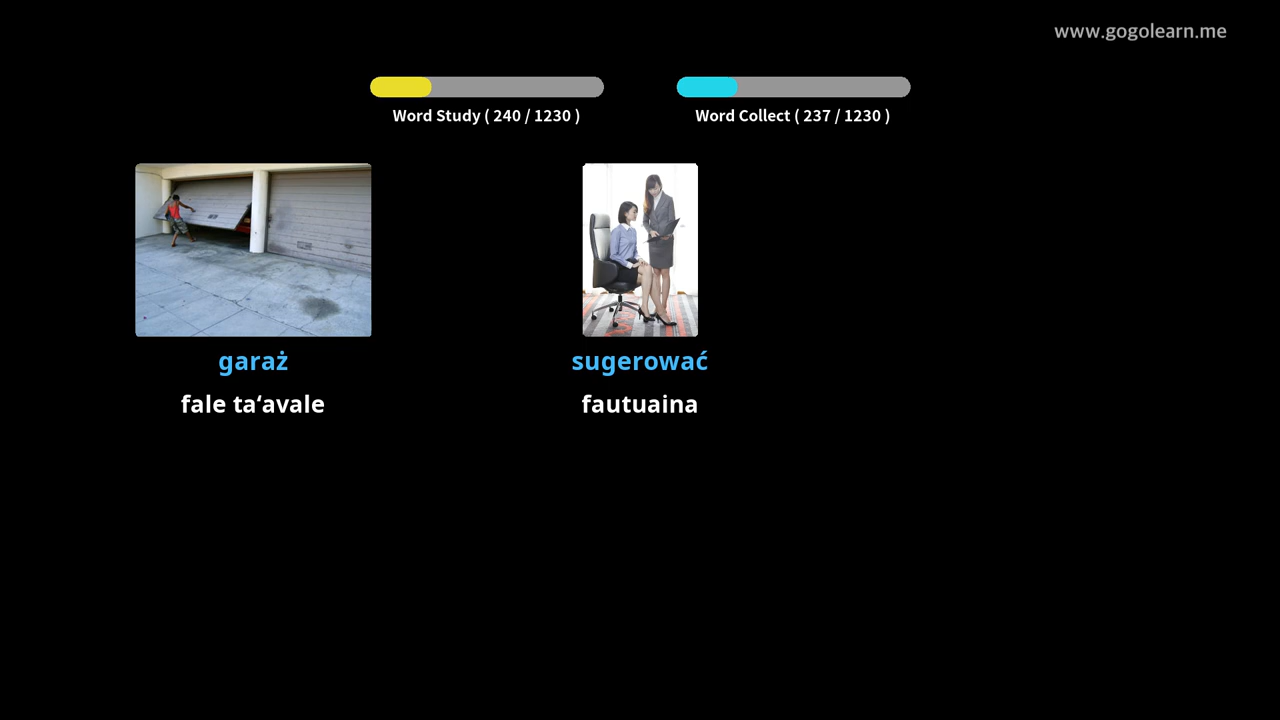 www.gogolearn.me
Word Study ( 240 / 1230 )
Word Collect ( 237 / 1230 )
garaż
fale ta‘avale
sugerować
fautuaina